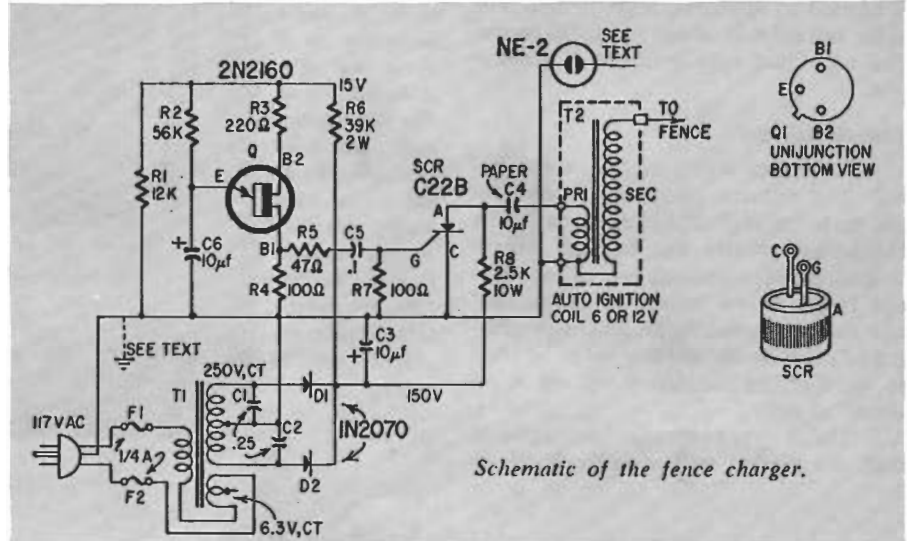 2N2160
15V
NE-2
SEE
TEXT
R2
56K
R3
220Ω
R6
39K
2W
Q
B2
E
R1
12K
SCR
C22B
PAPER
C4
10μf
T2
TO
FENCE
PRI
SEC
A
C
G
C6
10μf
+
B1
R5
47Ω
C5
.1
R4
100Ω
R7
100Ω
R8
2.5K
10W
AUTO IGNITION
COIL 6 OR 12V
SEE TEXT
C3
10μf
+
150V
117VAC
F1
1/4A
F2
T1
250V,CT
C1
.25
C2
D1
1N2070
D2
6.3V,CT
B1
E
Q1 B2
UNIJUNCTION
BOTTOM VIEW
C
G
A
SCR
Schematic of the fence charger.